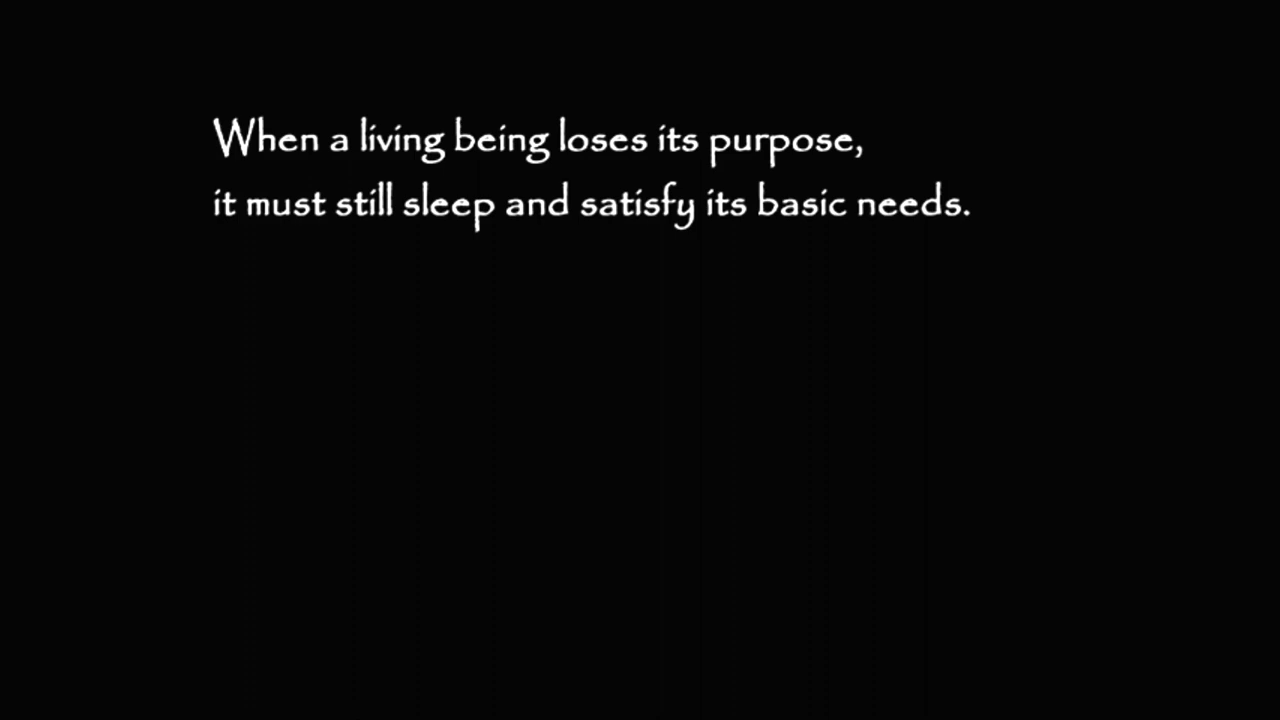 When a living being loses its purpose,
it must still sleep and satisfy its basic needs.